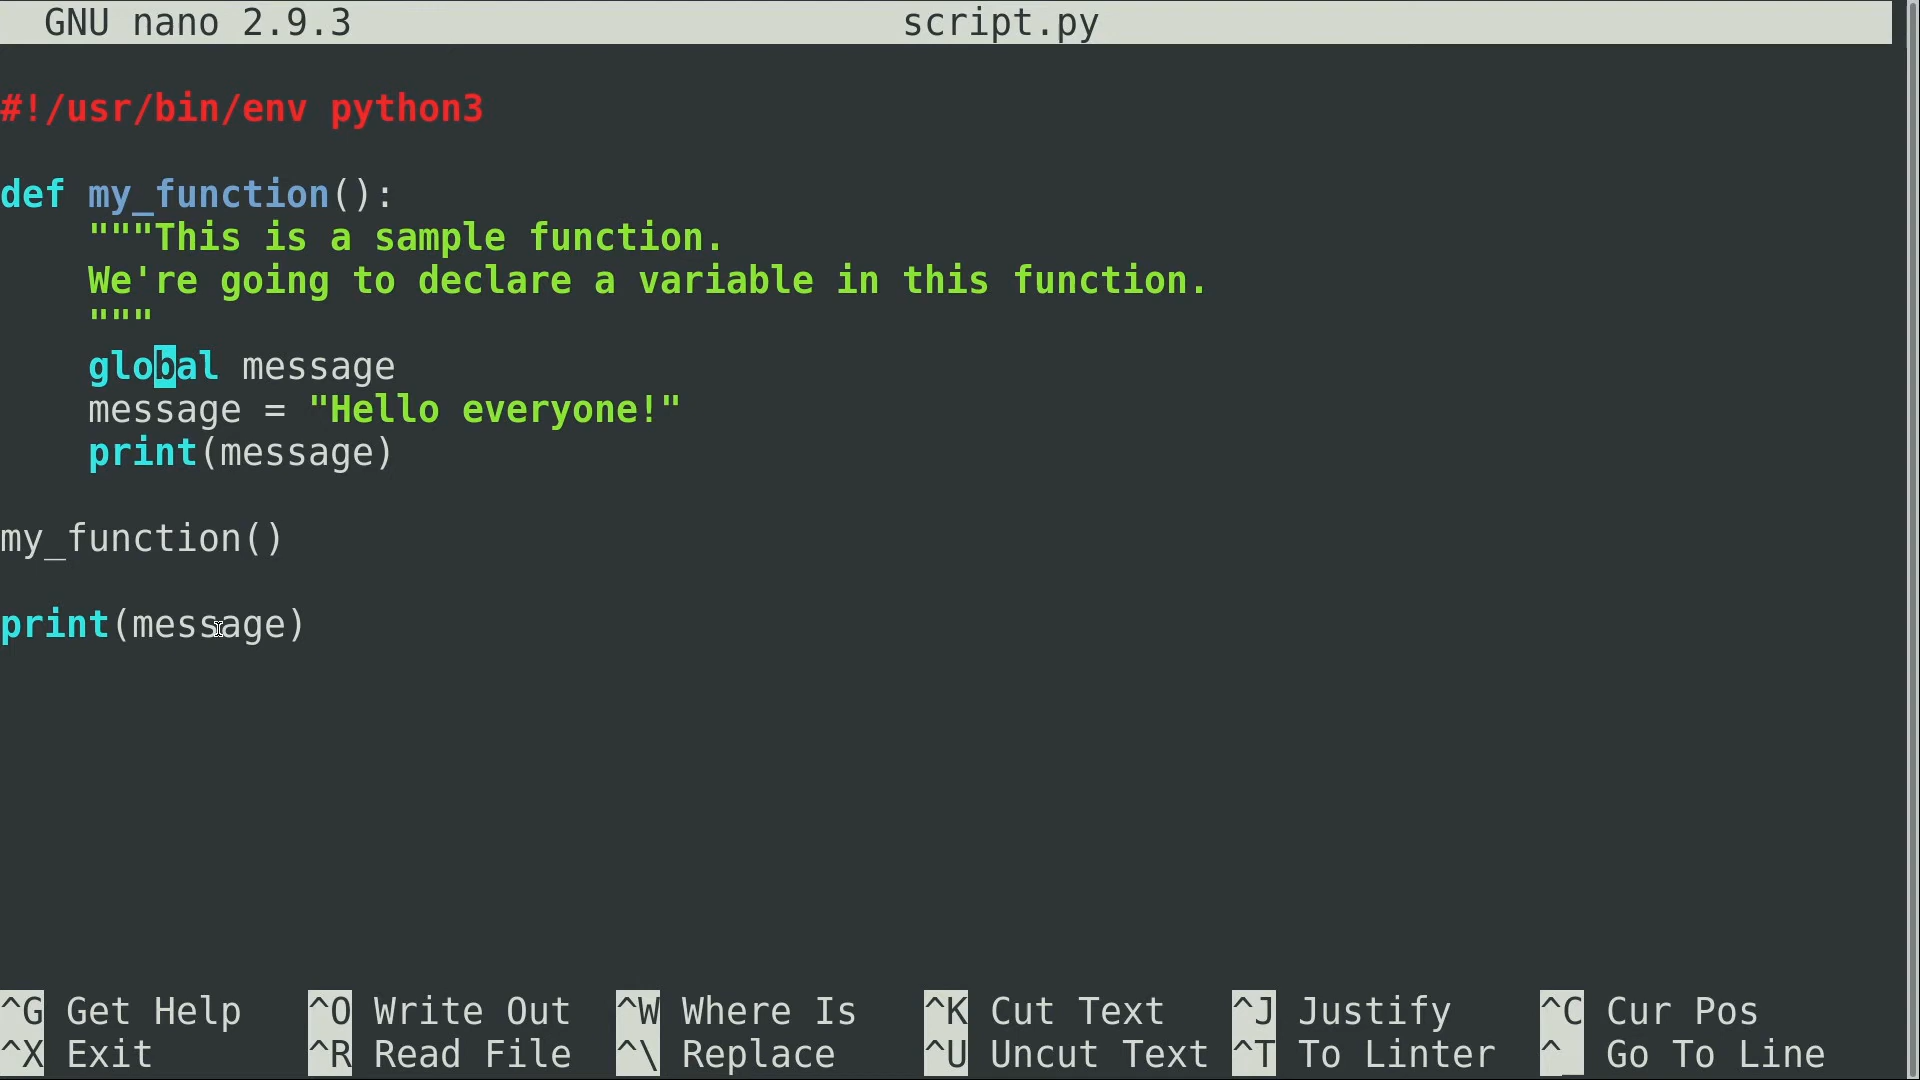 GNU nano 2.9.3 script.py
#!/usr/bin/env python3
def my_function():
"""This is a sample function.
We're going to declare a variable in this function.
"""
global message
message = "Hello everyone!"
print(message)
my_function()
print(message)
^G Get Help ^O Write Out ^W Where Is ^K Cut Text ^J Justify ^C Cur Pos
^X Exit ^R Read File ^\ Replace ^U Uncut Text ^T To Linter ^_ Go To Line